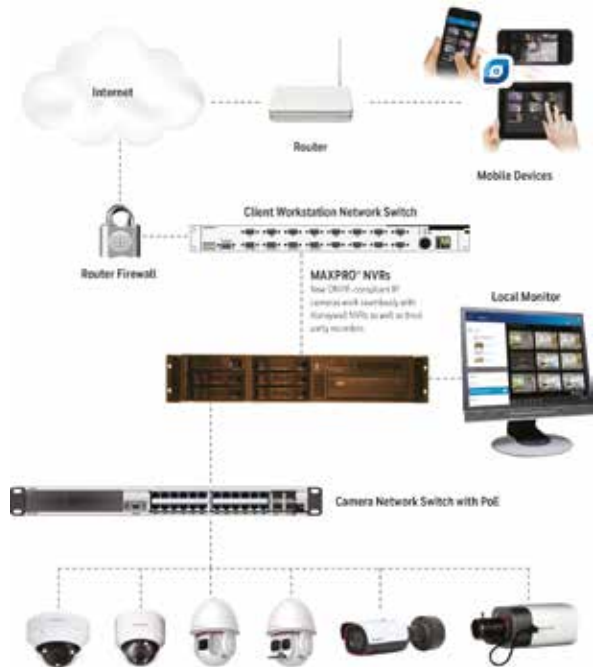 Internet
Router
Mobile Devices
Client Workstation Network Switch
Router Firewall
MAXPRO® NVRs
New ONVIF-compliant IP
cameras work seamlessly with
Honeywell NVRs as well as third
party recorders.
Local Monitor
Camera Network Switch with PoE